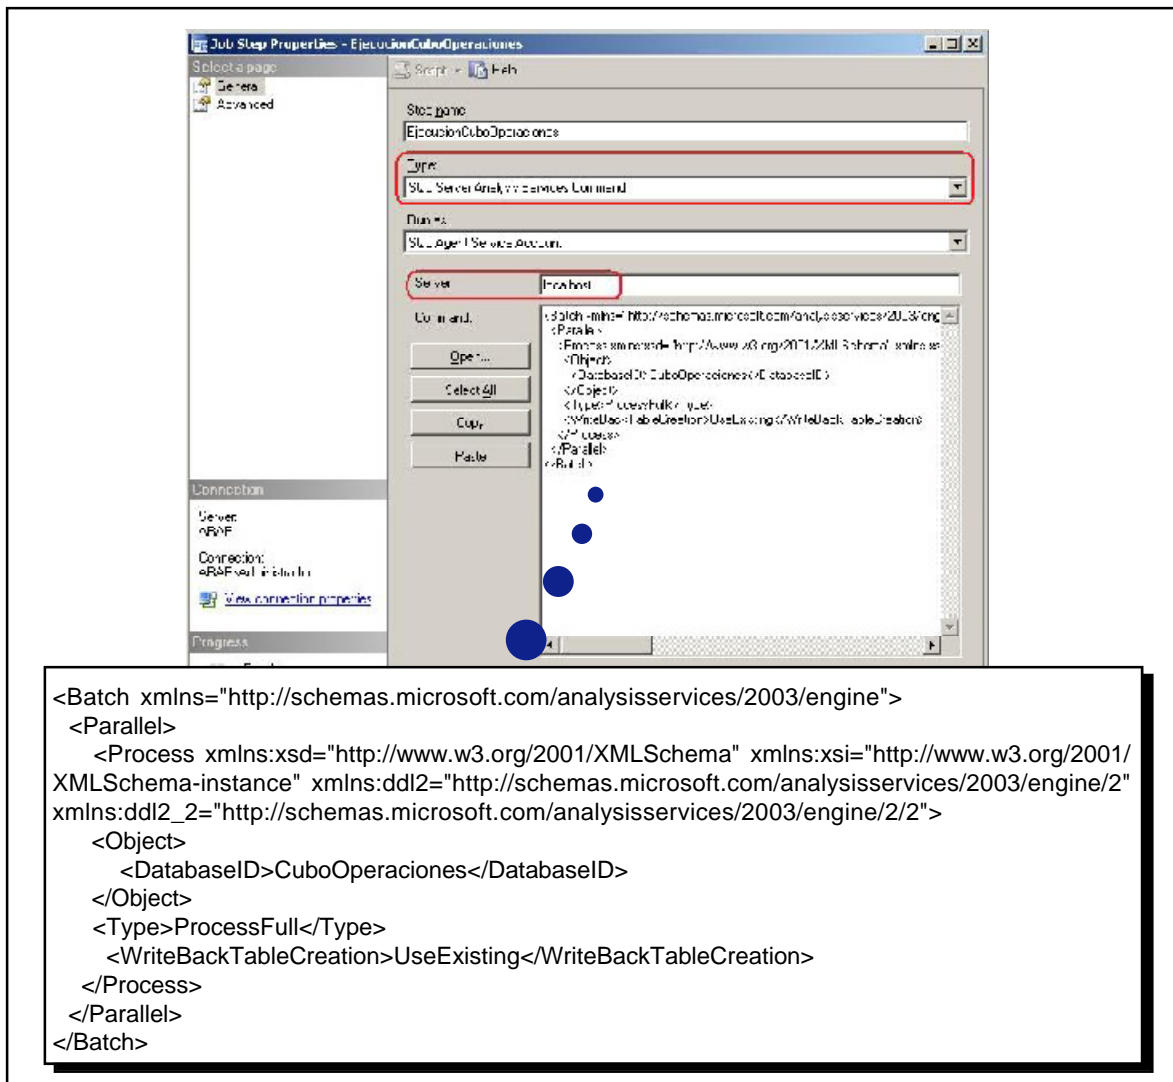 Job Step Properties - EjecucionCuboOperaciones
Select a page
Script Help
General
Advanced
Step name
EjecucionCuboOperaciones
Type:
Server Services Command
Run as
Agent Service Account
Server
localhost
Command:
<Parallel>
<Object>
Open...
</Object>
Select All
Copy
</Process>
Paste
</Parallel>
Connection
Server:
Connection:
View connection properties
Progress
<Batch xmlns="http://schemas.microsoft.com/analysisservices/2003/engine">
<Parallel>
<Process xmlns:xsd="http://www.w3.org/2001/XMLSchema" xmlns:xsi="http://www.w3.org/2001/
XMLSchema-instance" xmlns:ddl2="http://schemas.microsoft.com/analysisservices/2003/engine/2"
xmlns:ddl2_2="http://schemas.microsoft.com/analysisservices/2003/engine/2/2">
<Object>
<DatabaseID>CuboOperaciones</DatabaseID>
</Object>
<Type>ProcessFull</Type>
<WriteBackTableCreation>UseExisting</WriteBackTableCreation>
</Process>
</Parallel>
</Batch>